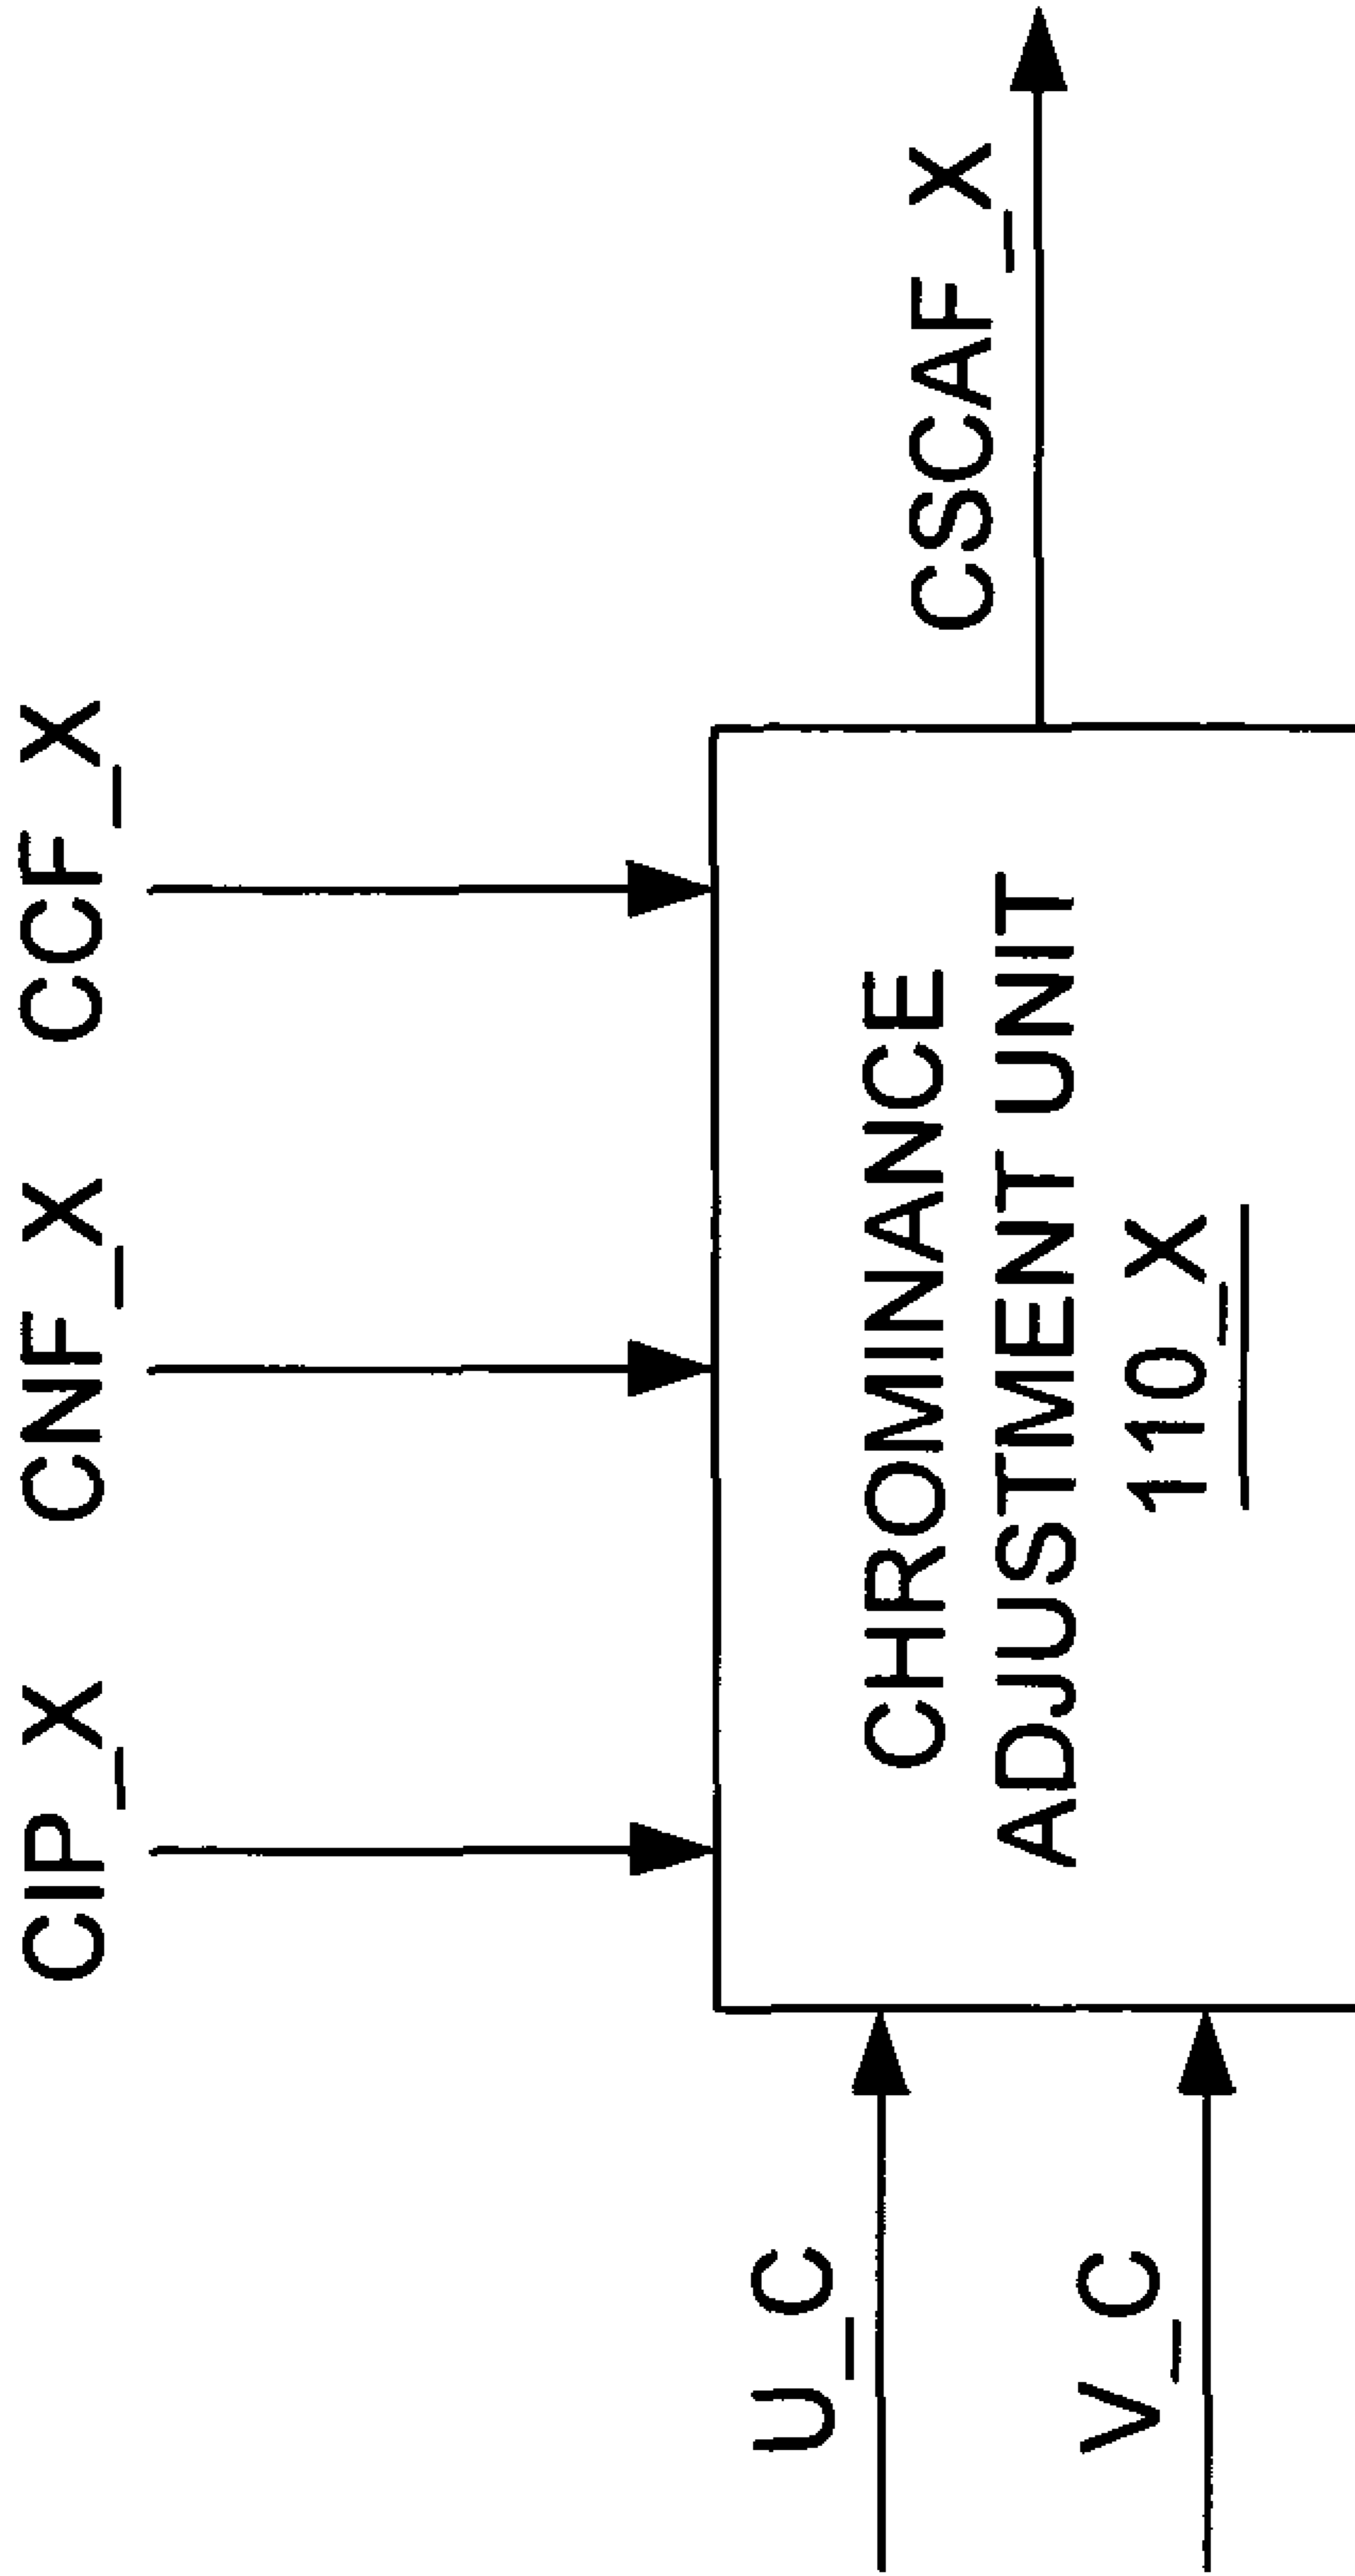 CIP_X
CNF_X
CCF_X
U_C
V_C
CHROMINANCE
ADJUSTMENT UNIT
110_X
CSCAF_X